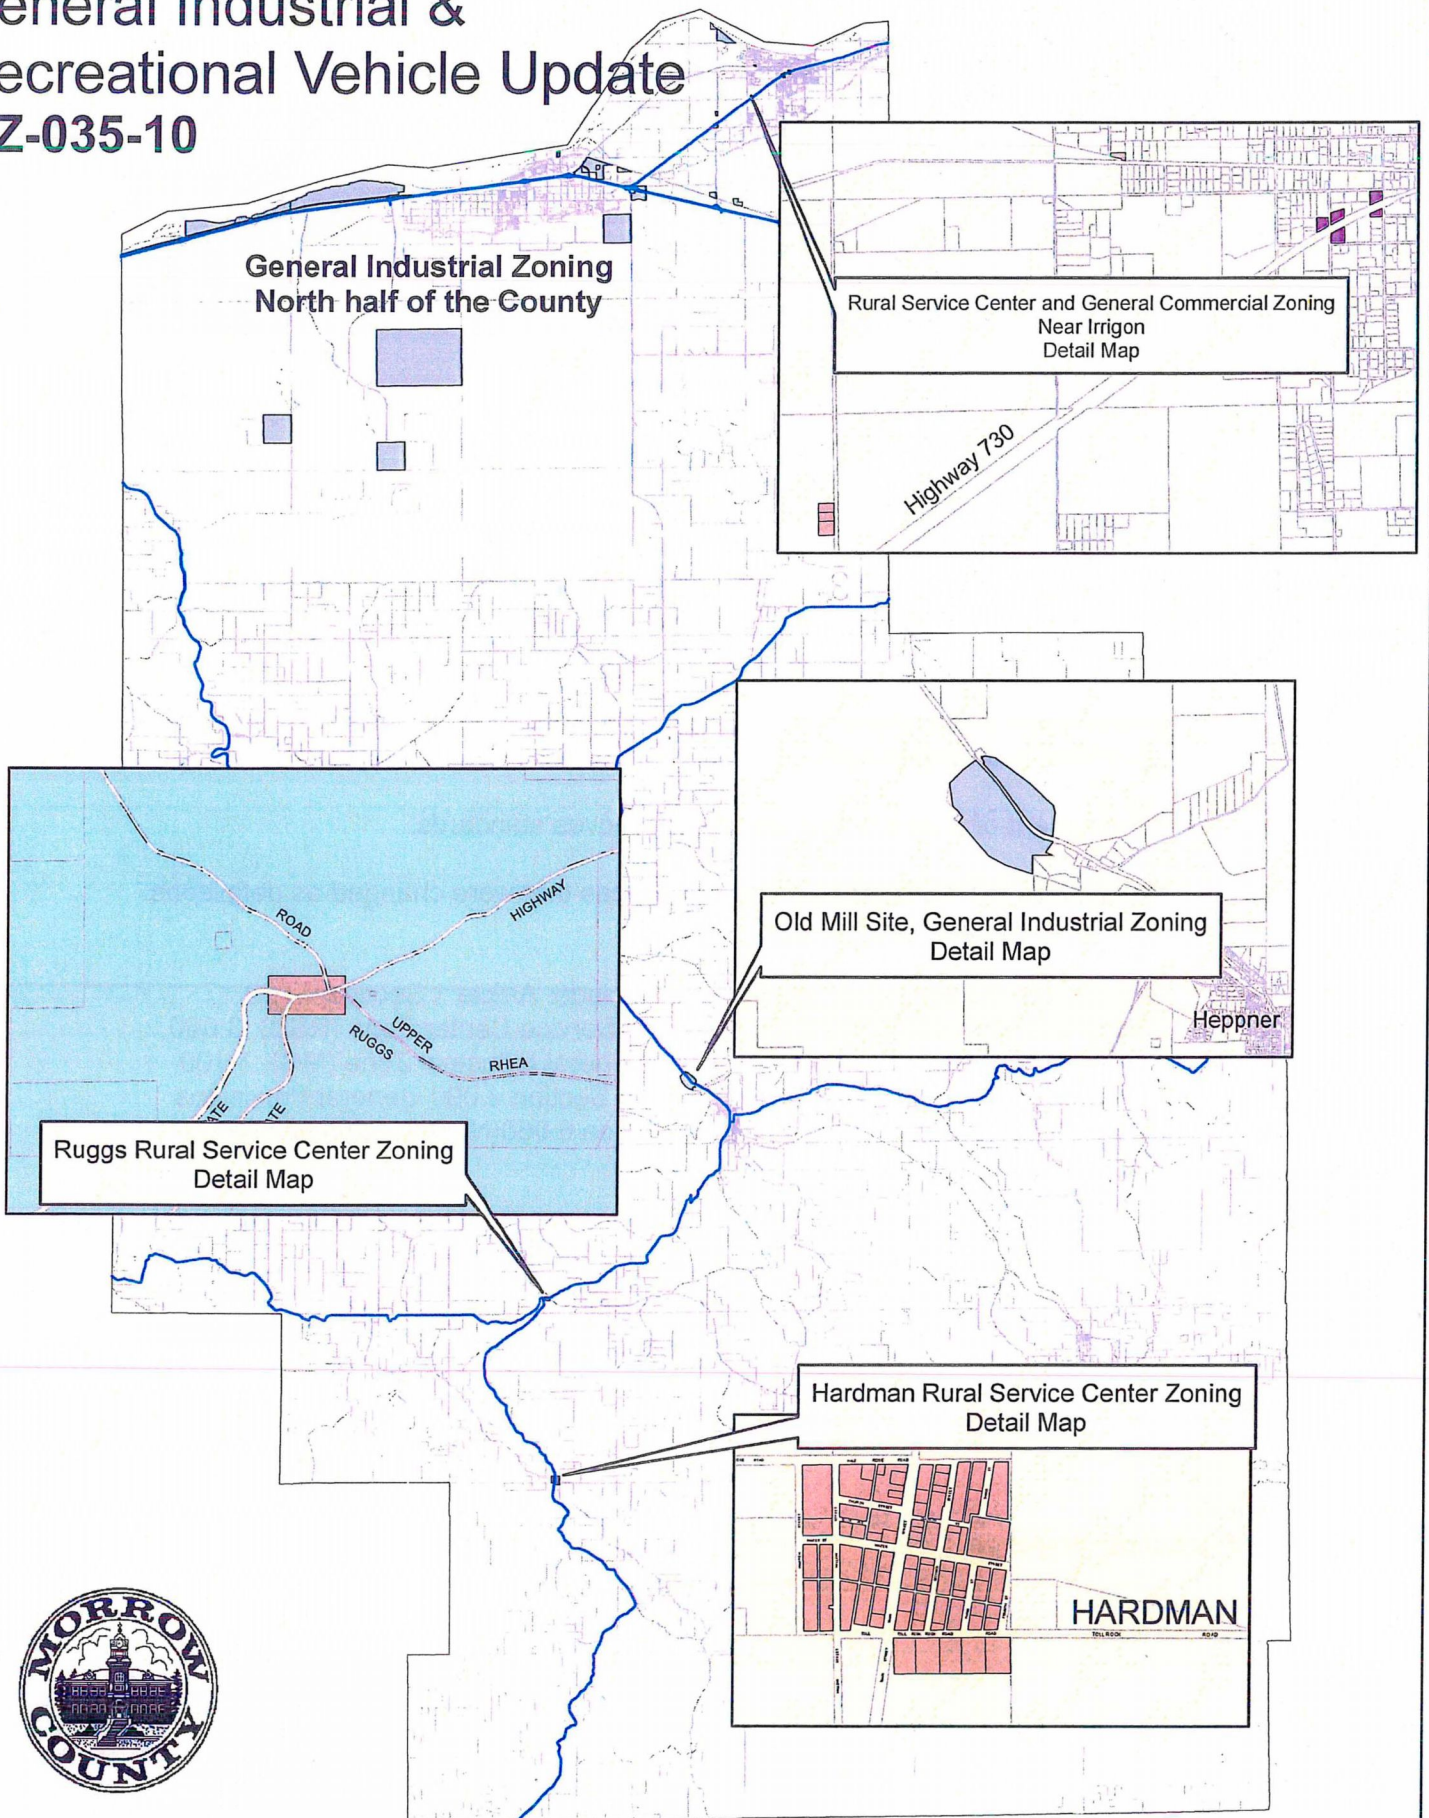 eneral Industrial &
ecreational Vehicle Update
Z-035-10
General Industrial Zoning
North half of the County
Rural Service Center and General Commercial Zoning
Near Irrigon
Detail Map
Highway 730
Old Mill Site, General Industrial Zoning
Detail Map
Heppner
ROAD
HIGHWAY
UPPER
RUGGS
RHEA
ATE
ATE
Ruggs Rural Service Center Zoning
Detail Map
Hardman Rural Service Center Zoning
Detail Map
HARDMAN
ROAD
MORROW
COUNTY